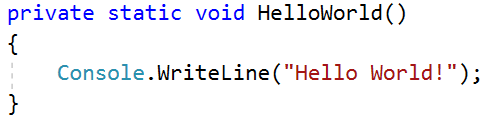 private static void HelloWorld()
{
    Console.WriteLine("Hello World!");
}